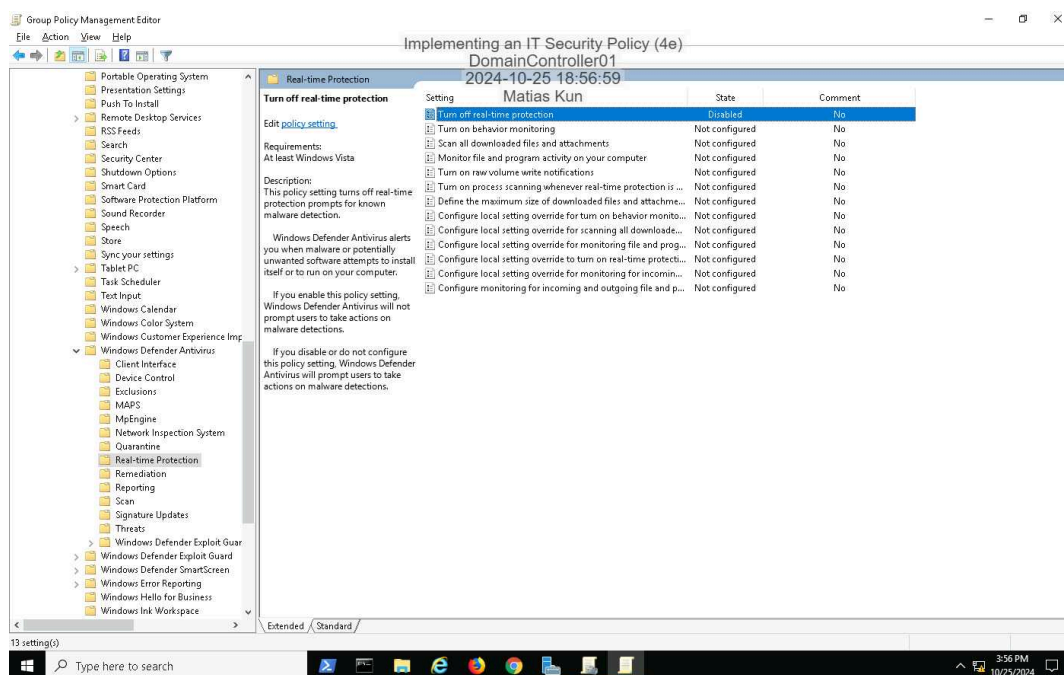 Group Policy Management Editor
File Action View Help
Implementing an IT Security Policy (4e)
DomainController01
2024-10-25 18:56:59
Matias Kun
Portable Operating System
Presentation Settings
Push To Install
Remote Desktop Services
RSS Feeds
Search
Security Center
Shutdown Options
Smart Card
Software Protection Platform
Sound Recorder
Speech
Store
Sync your settings
Tablet PC
Task Scheduler
Text Input
Windows Calendar
Windows Color System
Windows Customer Experience Imp
Windows Defender Antivirus
Client Interface
Device Control
Exclusions
MAPS
MpEngine
Network Inspection System
Quarantine
Real-time Protection
Remediation
Reporting
Scan
Signature Updates
Threats
Windows Defender Exploit Guar
Windows Defender Exploit Guard
Windows Defender SmartScreen
Windows Error Reporting
Windows Hello for Business
Windows Ink Workspace
Real-time Protection
Turn off real-time protection
Edit policy setting
Requirements:
At least Windows Vista
Description:
This policy setting turns off real-time
protection prompts for known
malware detection.
Windows Defender Antivirus alerts
you when malware or potentially
unwanted software attempts to install
itself or to run on your computer.
If you enable this policy setting,
Windows Defender Antivirus will not
prompt users to take actions on
malware detections.
If you disable or do not configure
this policy setting, Windows Defender
Antivirus will prompt users to take
actions on malware detections.
Setting State Comment
Turn off real-time protection Disabled No
Turn on behavior monitoring Not configured No
Scan all downloaded files and attachments Not configured No
Monitor file and program activity on your computer Not configured No
Turn on raw volume write notifications Not configured No
Turn on process scanning whenever real-time protection is ... Not configured No
Define the maximum size of downloaded files and attachme... Not configured No
Configure local setting override for turn on behavior monito... Not configured No
Configure local setting override for scanning all downloade... Not configured No
Configure local setting override for monitoring file and prog... Not configured No
Configure local setting override to turn on real-time protecti... Not configured No
Configure local setting override for monitoring for incomin... Not configured No
Configure monitoring for incoming and outgoing file and p... Not configured No
Extended Standard
13 setting(s)
Type here to search
3:56 PM
10/25/2024